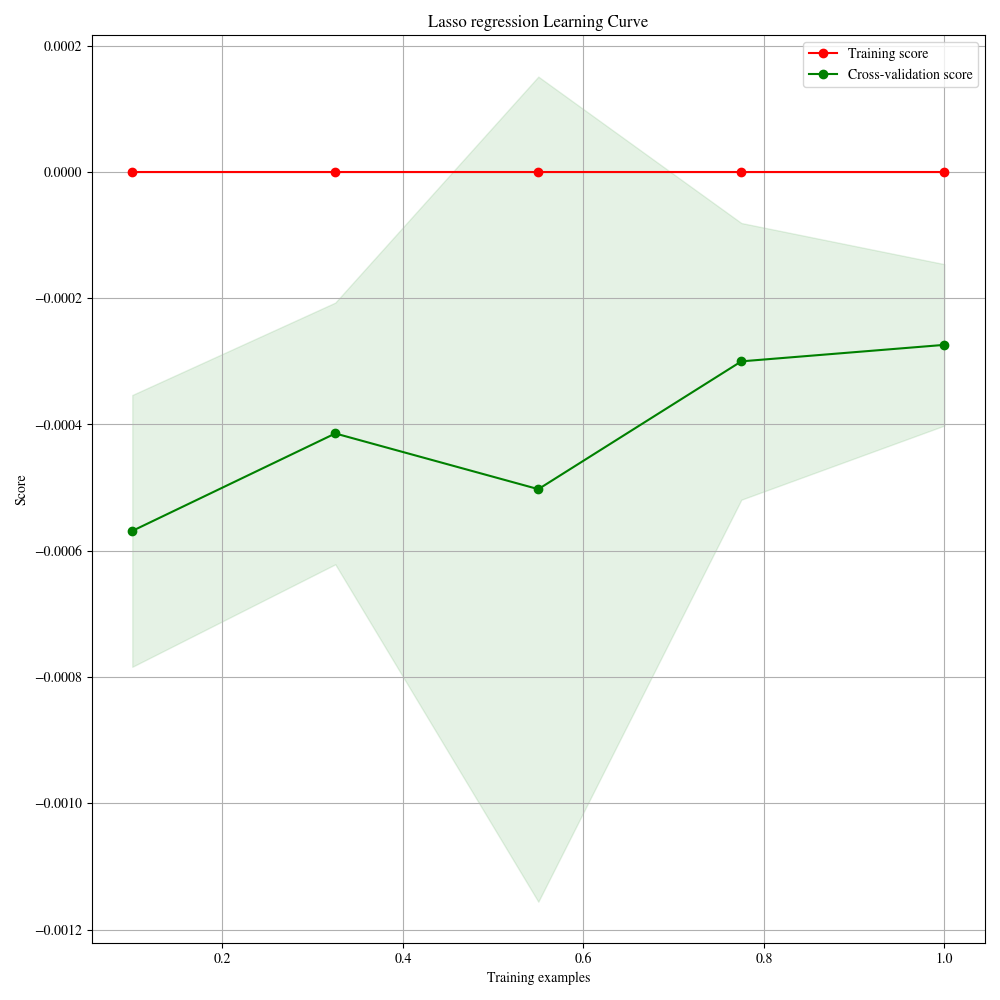 Lasso regression Learning Curve
Training score
Cross-validation score
Score
0.0002
0.0000
−0.0002
−0.0004
−0.0006
−0.0008
−0.0010
−0.0012
0.2
0.4
0.6
0.8
1.0
Training examples